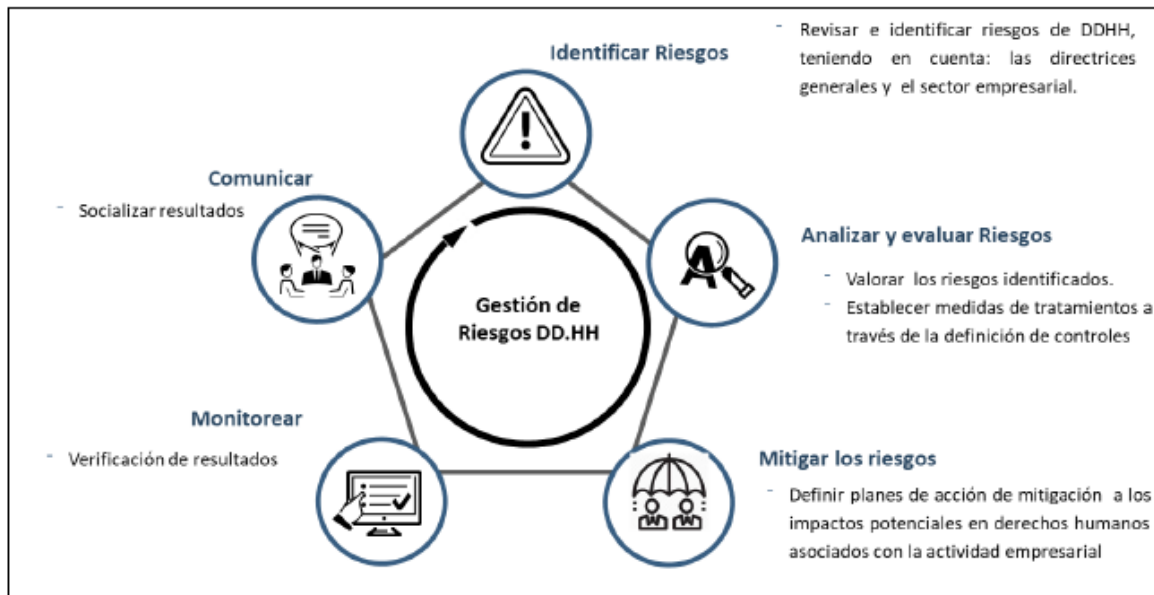 Identificar Riesgos
- Revisar e identificar riesgos de DDHH,
teniendo en cuenta: las directrices
generales y el sector empresarial.
Analizar y evaluar Riesgos
- Valorar los riesgos identificados.
- Establecer medidas de tratamientos a
través de la definición de controles
Mitigar los riesgos
- Definir planes de acción de mitigación a los
impactos potenciales en derechos humanos
asociados con la actividad empresarial
Monitorear
- Verificación de resultados
Comunicar
- Socializar resultados
Gestión de
Riesgos DD.HH
A